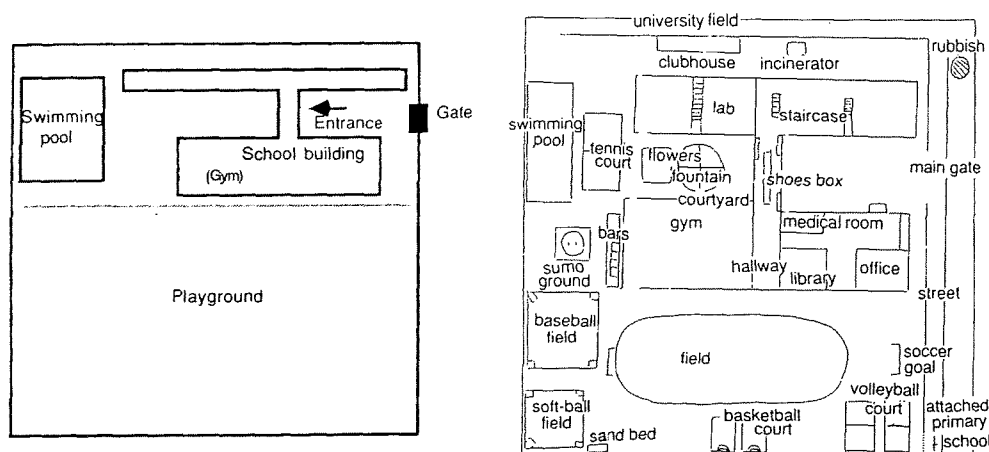 Swimming
pool
Entrance
Gate
School building
(Gym)
Playground
university field
rubbish
clubhouse
incinerator
lab
staircase
swimming
pool
tennis
court
flowers
fountain
shoes box
main gate
courtyard
gym
medical room
bars
sumo
ground
hallway
library
office
street
baseball
field
field
soccer
goal
volleyball
court
soft-ball
field
sand bed
basketball
court
attached
primary
school